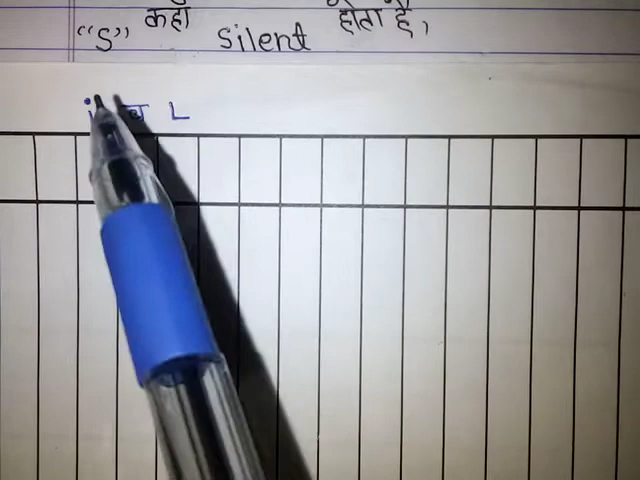 "S" कहाँ silent होता है,
i व L